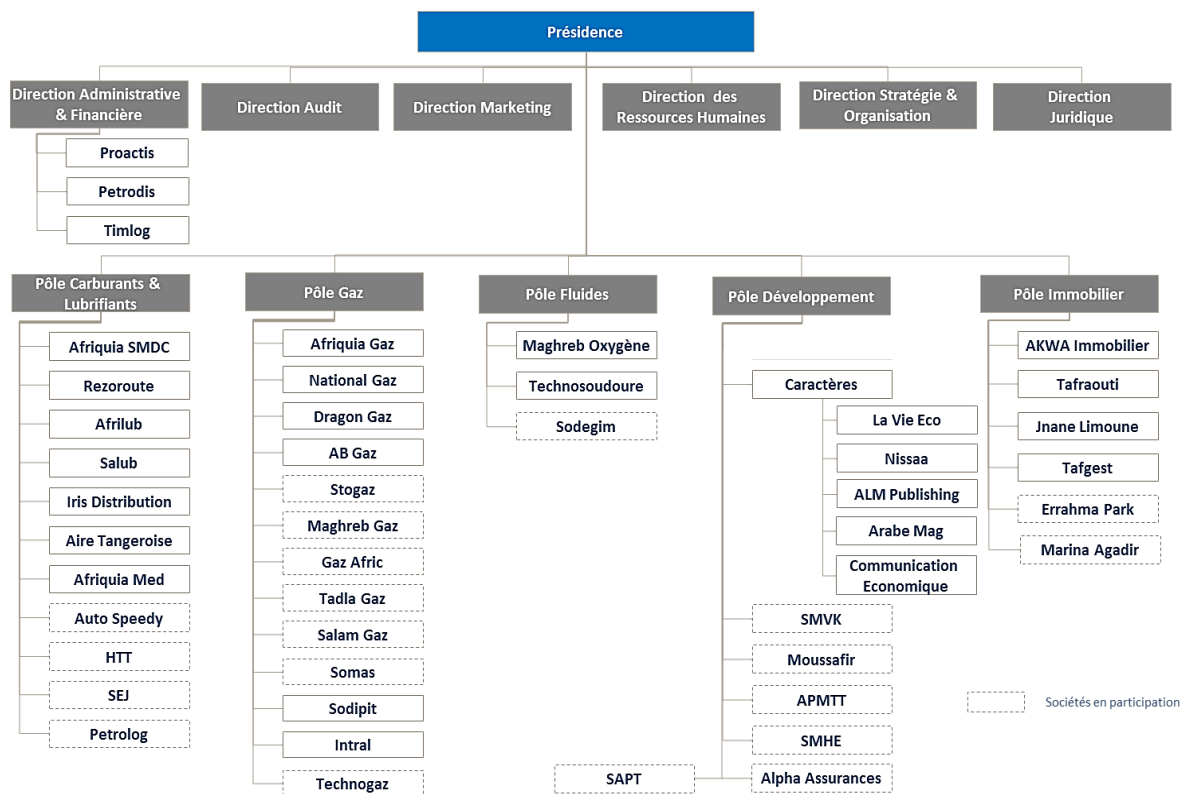 Présidence
Direction Administrative
& Financière
Direction Audit
Direction Marketing
Direction des
Ressources Humaines
Direction Stratégie &
Organisation
Direction
Juridique
Proactis
Petrodis
Timlog
Pôle Carburants &
Lubrifiants
Afriquia SMDC
Rezoroute
Afrilub
Salub
Iris Distribution
Aire Tangeroise
Afriquia Med
Auto Speedy
HTT
SEJ
Petrolog
Pôle Gaz
Afriquia Gaz
National Gaz
Dragon Gaz
AB Gaz
Stogaz
Maghreb Gaz
Gaz Afric
Tadla Gaz
Salam Gaz
Somas
Sodipit
Intral
Technogaz
Pôle Fluides
Maghreb Oxygène
Technosoudoure
Sodegim
Pôle Développement
Caractères
La Vie Eco
Nissaa
ALM Publishing
Arabe Mag
Communication
Economique
SMVK
Moussafir
APMTT
SMHE
SAPT
Alpha Assurances
Pôle Immobilier
AKWA Immobilier
Tafraouti
Jnane Limoune
Tafgest
Errahma Park
Marina Agadir
Sociétés en participation